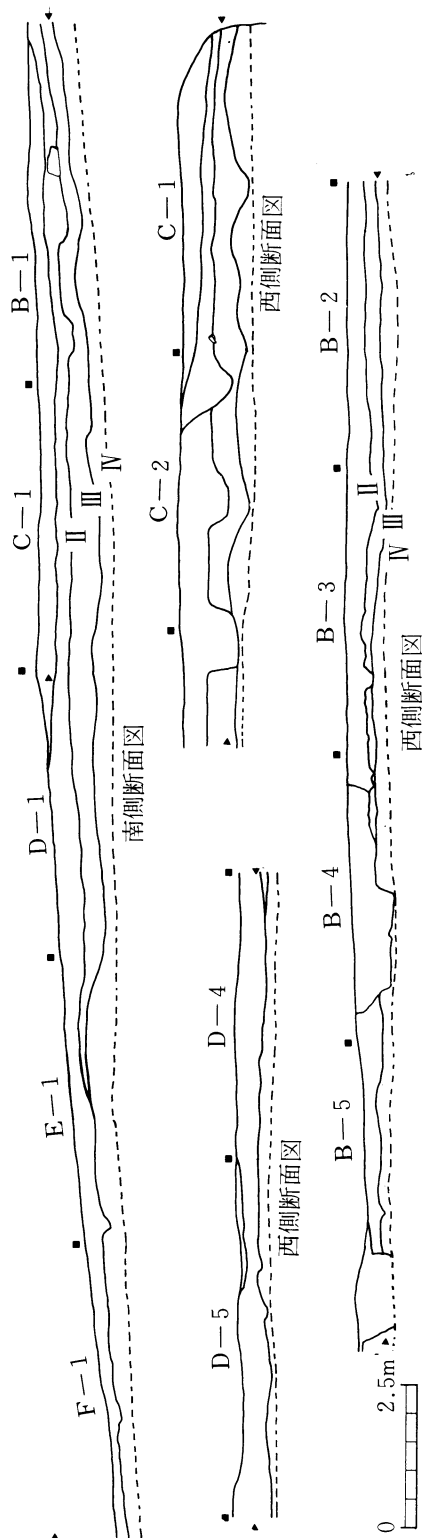 B-1
C-1
D-1
E-1
F-1
II
III
IV
南側断面図
C-1
C-2
西側断面図
D-4
D-5
西側断面図
B-2
B-3
B-4
B-5
II
III
IV
西側断面図
0 2.5m